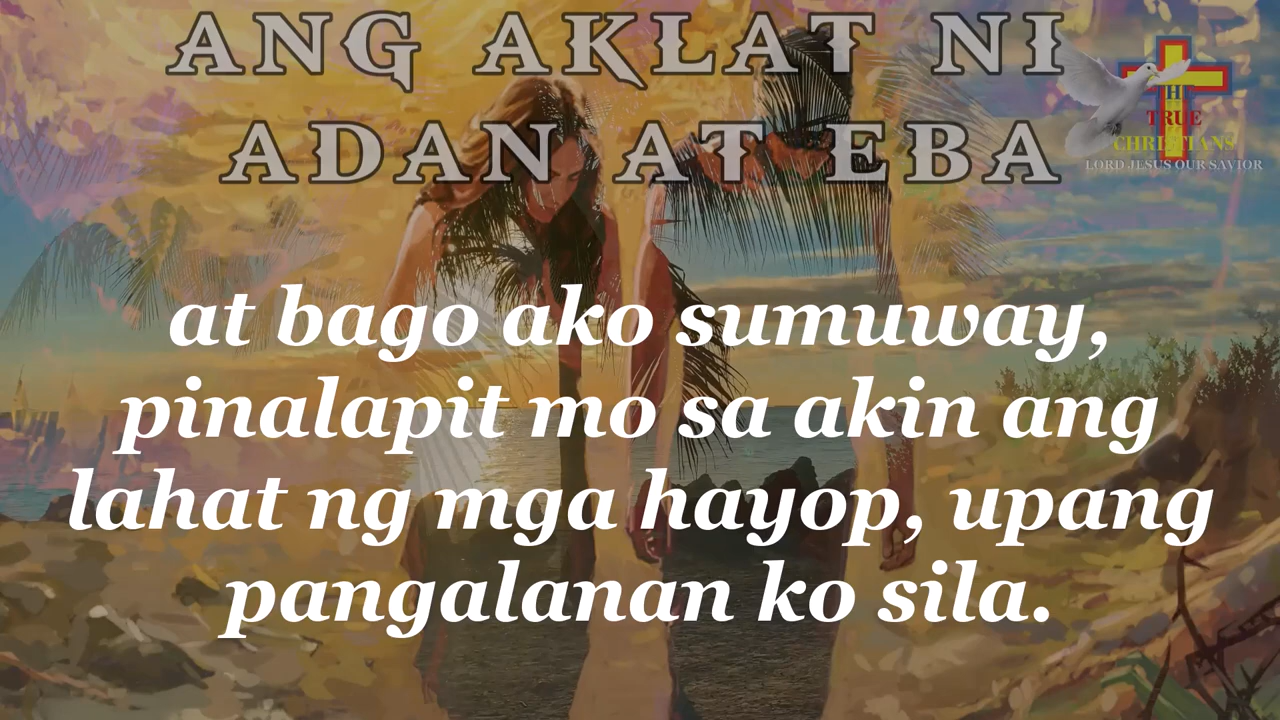 ANG AKLAT NI
ADAN AT EBA
THE
TRUE
CHRISTIANS
LORD JESUS OUR SAVIOR
at bago ako sumuway,
pinalapit mo sa akin ang
lahat ng mga hayop, upang
pangalanan ko sila.